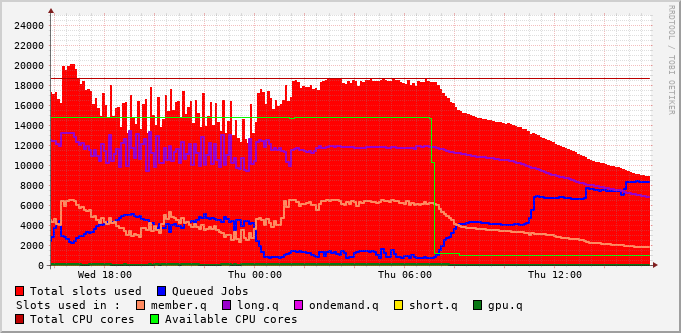 24000
22000
20000
18000
16000
14000
12000
10000
8000
6000
4000
2000
0
Wed 18:00 Thu 00:00 Thu 06:00 Thu 12:00
Total slots used Queued Jobs
Slots used in : member.q long.q ondemand.q short.q gpu.q
Total CPU cores Available CPU cores
RRDTOOL / TOBI OETIKER